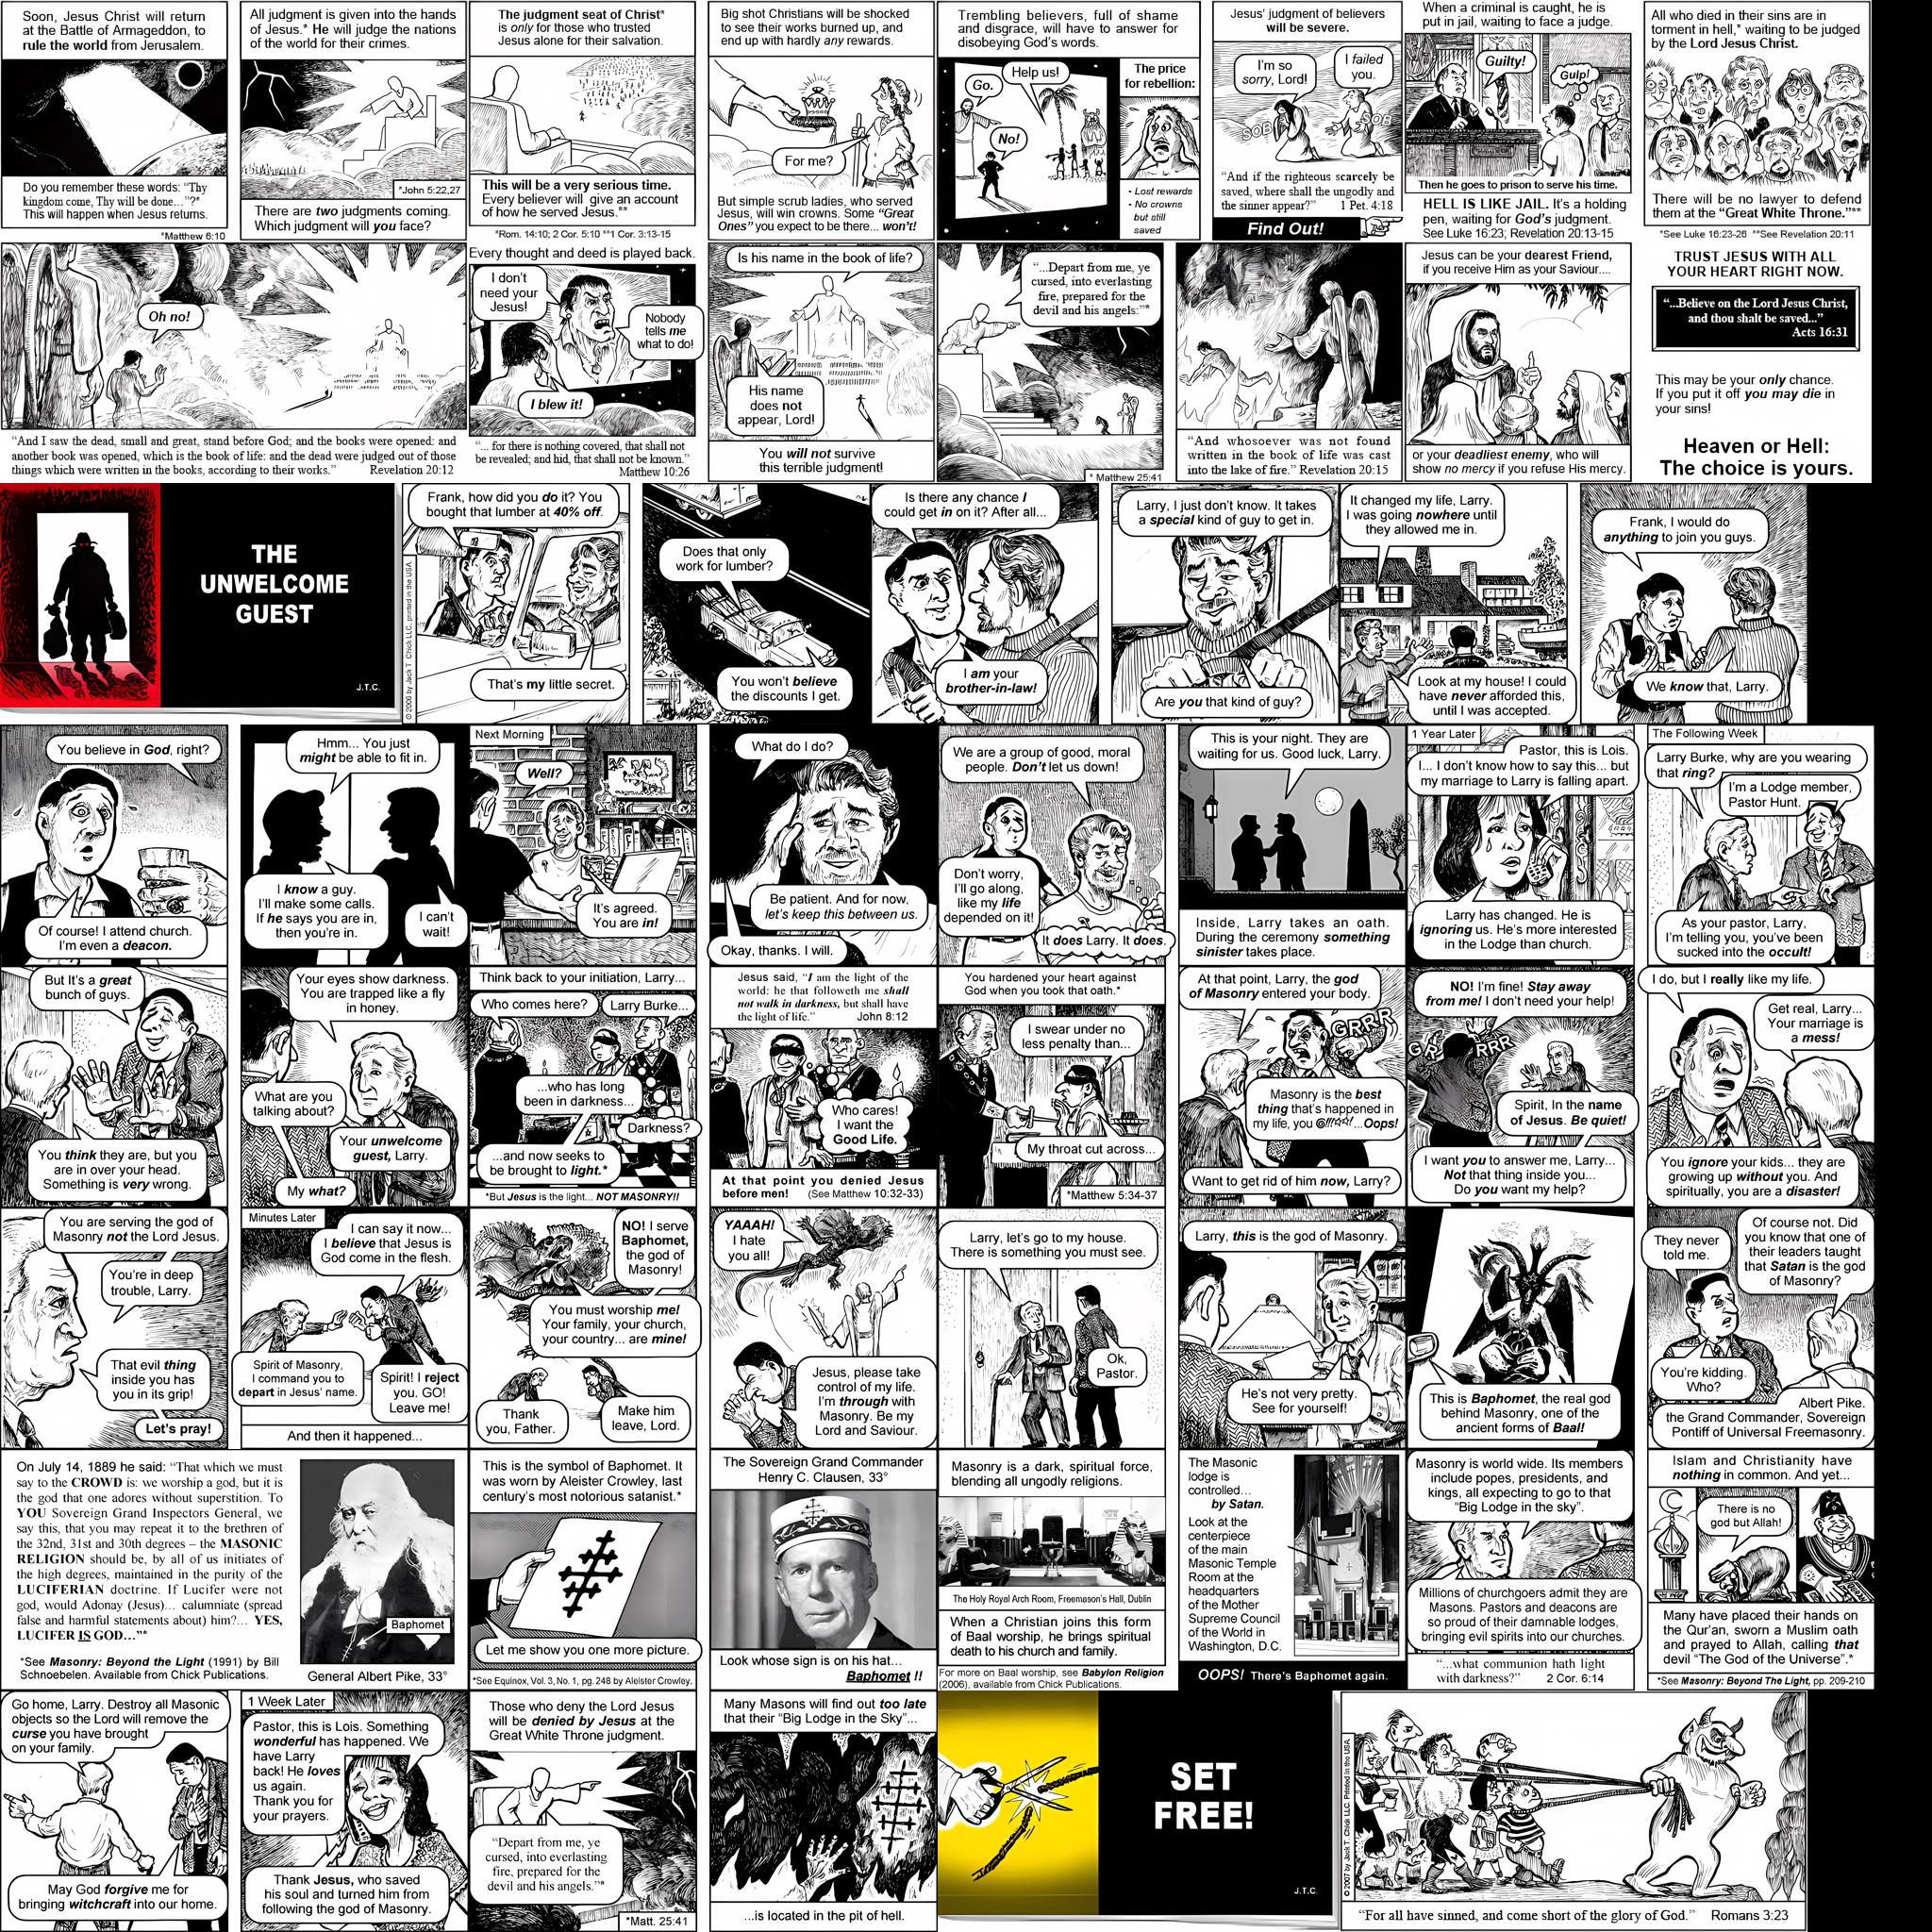 Soon, Jesus Christ will return
at the Battle of Armageddon, to
rule the world from Jerusalem.
Do you remember these words: “Thy
kingdom come, Thy will be done…”?*
This will happen when Jesus returns.
*Matthew 6:10
All judgment is given into the hands
of Jesus.* He will judge the nations
of the world for their crimes.
*John 5:22,27
There are two judgments coming.
Which judgment will you face?
The judgment seat of Christ*
is only for those who trusted
Jesus alone for their salvation.
This will be a very serious time.
Every believer will give an account
of how he served Jesus.**
*Rom. 14:10; 2 Cor. 5:10 **1 Cor. 3:13-15
Big shot Christians will be shocked
to see their works burned up, and
end up with hardly any rewards.
For me?
But simple scrub ladies, who served
Jesus, will win crowns. Some “Great
Ones” you expect to be there... won’t!
Trembling believers, full of shame
and disgrace, will have to answer for
disobeying God’s words.
Go.
Help us!
No!
The price
for rebellion:
• Lost rewards
• No crowns
but still
saved
Jesus’ judgment of believers
will be severe.
I’m so
sorry, Lord!
I failed
you.
SOB
SOB
“And if the righteous scarcely be
saved, where shall the ungodly and
the sinner appear?” 1 Pet. 4:18
Find Out!
When a criminal is caught, he is
put in jail, waiting to face a judge.
Guilty!
Gulp!
Then he goes to prison to serve his time.
HELL IS LIKE JAIL. It’s a holding
pen, waiting for God’s judgment.
See Luke 16:23; Revelation 20:13-15
All who died in their sins are in
torment in hell,* waiting to be judged
by the Lord Jesus Christ.
There will be no lawyer to defend
them at the “Great White Throne.”**
*See Luke 16:23-26 **See Revelation 20:11
Oh no!
“And I saw the dead, small and great, stand before God; and the books were opened: and
another book was opened, which is the book of life: and the dead were judged out of those
things which were written in the books, according to their works.” Revelation 20:12
Every thought and deed is played back.
I don’t
need your
Jesus!
Nobody
tells me
what to do!
I blew it!
“... for there is nothing covered, that shall not
be revealed; and hid, that shall not be known.”
Matthew 10:26
Is his name in the book of life?
His name
does not
appear, Lord!
You will not survive
this terrible judgment!
“...Depart from me, ye
cursed, into everlasting
fire, prepared for the
devil and his angels:”*
* Matthew 25:41
“And whosoever was not found
written in the book of life was cast
into the lake of fire.” Revelation 20:15
Jesus can be your dearest Friend,
if you receive Him as your Saviour....
or your deadliest enemy, who will
show no mercy if you refuse His mercy.
TRUST JESUS WITH ALL
YOUR HEART RIGHT NOW.
“...Believe on the Lord Jesus Christ,
and thou shalt be saved...”
Acts 16:31
This may be your only chance.
If you put it off you may die in
your sins!
Heaven or Hell:
The choice is yours.
THE
UNWELCOME
GUEST
J.T.C.
© 2006 by Jack T. Chick LLC, printed in the USA.
Frank, how did you do it? You
bought that lumber at 40% off.
That’s my little secret.
Does that only
work for lumber?
You won’t believe
the discounts I get.
Is there any chance I
could get in on it? After all...
I am your
brother-in-law!
Larry, I just don’t know. It takes
a special kind of guy to get in.
Are you that kind of guy?
It changed my life, Larry.
I was going nowhere until
they allowed me in.
Look at my house! I could
have never afforded this,
until I was accepted.
Frank, I would do
anything to join you guys.
We know that, Larry.
You believe in God, right?
Of course! I attend church.
I’m even a deacon.
Hmm... You just
might be able to fit in.
I know a guy.
I’ll make some calls.
If he says you are in,
then you’re in.
I can’t
wait!
Next Morning
Well?
It’s agreed.
You are in!
What do I do?
Be patient. And for now,
let’s keep this between us.
Okay, thanks. I will.
We are a group of good, moral
people. Don’t let us down!
Don’t worry,
I’ll go along,
like my life
depended on it!
It does Larry. It does.
This is your night. They are
waiting for us. Good luck, Larry.
Inside, Larry takes an oath.
During the ceremony something
sinister takes place.
1 Year Later
Pastor, this is Lois.
I... I don’t know how to say this... but
my marriage to Larry is falling apart.
Larry has changed. He is
ignoring us. He’s more interested
in the Lodge than church.
The Following Week
Larry Burke, why are you wearing
that ring?
I’m a Lodge member,
Pastor Hunt.
As your pastor, Larry,
I’m telling you, you’ve been
sucked into the occult!
But It’s a great
bunch of guys.
You think they are, but you
are in over your head.
Something is very wrong.
Your eyes show darkness.
You are trapped like a fly
in honey.
What are you
talking about?
Your unwelcome
guest, Larry.
My what?
Think back to your initiation, Larry...
Who comes here?
Larry Burke...
...who has long
been in darkness...
Darkness?
...and now seeks to
be brought to light.*
*But Jesus is the light... NOT MASONRY!!
Jesus said, “I am the light of the
world: he that followeth me shall
not walk in darkness, but shall have
the light of life.” John 8:12
Who cares!
I want the
Good Life.
At that point you denied Jesus
before men! (See Matthew 10:32-33)
You hardened your heart against
God when you took that oath.*
I swear under no
less penalty than...
My throat cut across...
*Matthew 5:34-37
At that point, Larry, the god
of Masonry entered your body.
GRRR
Masonry is the best
thing that’s happened in
my life, you @!!!☆☆!...Oops!
Want to get rid of him now, Larry?
NO! I’m fine! Stay away
from me! I don’t need your help!
GR
RRR
Spirit, In the name
of Jesus. Be quiet!
I want you to answer me, Larry...
Not that thing inside you...
Do you want my help?
I do, but I really like my life.
Get real, Larry...
Your marriage is
a mess!
You ignore your kids... they are
growing up without you. And
spiritually, you are a disaster!
You are serving the god of
Masonry not the Lord Jesus.
You’re in deep
trouble, Larry.
That evil thing
inside you has
you in its grip!
Let’s pray!
Minutes Later
I can say it now...
I believe that Jesus is
God come in the flesh.
Spirit of Masonry,
I command you to
depart in Jesus’ name.
Spirit! I reject
you. GO!
Leave me!
And then it happened...
NO! I serve
Baphomet,
the god of
Masonry!
You must worship me!
Your family, your church,
your country... are mine!
Thank
you, Father.
Make him
leave, Lord.
YAAAH!
I hate
you all!
Jesus, please take
control of my life.
I’m through with
Masonry. Be my
Lord and Saviour.
Larry, let’s go to my house.
There is something you must see.
Ok,
Pastor.
Larry, this is the god of Masonry.
He’s not very pretty.
See for yourself!
This is Baphomet, the real god
behind Masonry, one of the
ancient forms of Baal!
They never
told me.
Of course not. Did
you know that one of
their leaders taught
that Satan is the god
of Masonry?
You’re kidding.
Who?
Albert Pike.
the Grand Commander, Sovereign
Pontiff of Universal Freemasonry.
On July 14, 1889 he said: “That which we must
say to the CROWD is: we worship a god, but it is
the god that one adores without superstition. To
YOU Sovereign Grand Inspectors General, we
say this, that you may repeat it to the brethren of
the 32nd, 31st and 30th degrees – the MASONIC
RELIGION should be, by all of us initiates of
the high degrees, maintained in the purity of the
LUCIFERIAN doctrine. If Lucifer were not
god, would Adonay (Jesus)... calumniate (spread
false and harmful statements about) him?... YES,
LUCIFER IS GOD...”*
*See Masonry: Beyond the Light (1991) by Bill
Schnoebelen. Available from Chick Publications.
Baphomet
General Albert Pike, 33°
This is the symbol of Baphomet. It
was worn by Aleister Crowley, last
century’s most notorious satanist.*
Let me show you one more picture.
*See Equinox, Vol. 3, No. 1, pg. 248 by Aleister Crowley.
The Sovereign Grand Commander
Henry C. Clausen, 33°
Look whose sign is on his hat...
Baphomet !!
Masonry is a dark, spiritual force,
blending all ungodly religions.
The Holy Royal Arch Room, Freemason’s Hall, Dublin
When a Christian joins this form
of Baal worship, he brings spiritual
death to his church and family.
For more on Baal worship, see Babylon Religion
(2006), available from Chick Publications.
The Masonic
lodge is
controlled...
by Satan.
Look at the
centerpiece
of the main
Masonic Temple
Room at the
headquarters
of the Mother
Supreme Council
of the World in
Washington, D.C.
OOPS! There’s Baphomet again.
Masonry is world wide. Its members
include popes, presidents, and
kings, all expecting to go to that
“Big Lodge in the sky”.
Millions of churchgoers admit they are
Masons. Pastors and deacons are
so proud of their damnable lodges,
bringing evil spirits into our churches.
“...what communion hath light
with darkness?” 2 Cor. 6:14
Islam and Christianity have
nothing in common. And yet...
There is no
god but Allah!
Many have placed their hands on
the Qur’an, sworn a Muslim oath
and prayed to Allah, calling that
devil “The God of the Universe”.*
*See Masonry: Beyond The Light, pp. 209-210
Go home, Larry. Destroy all Masonic
objects so the Lord will remove the
curse you have brought
on your family.
May God forgive me for
bringing witchcraft into our home.
1 Week Later
Pastor, this is Lois. Something
wonderful has happened. We
have Larry
back! He loves
us again.
Thank you for
your prayers.
Thank Jesus, who saved
his soul and turned him from
following the god of Masonry.
Those who deny the Lord Jesus
will be denied by Jesus at the
Great White Throne judgment.
“Depart from me, ye
cursed, into everlasting
fire, prepared for the
devil and his angels.”*
*Matt. 25:41
Many Masons will find out too late
that their “Big Lodge in the Sky”...
...is located in the pit of hell.
SET
FREE!
J.T.C.
© 2007 by Jack T. Chick LLC. Printed in the USA.
“For all have sinned, and come short of the glory of God.” Romans 3:23